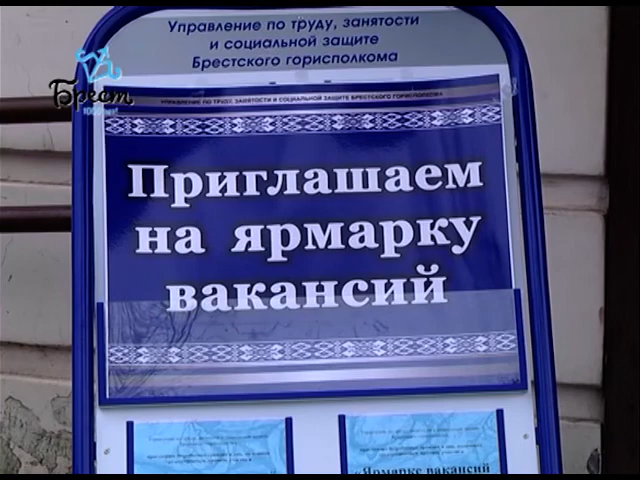 Управление по труду, занятости
и социальной защите
Брестского горисполкома
Брест
УПРАВЛЕНИЕ ПО ТРУДУ, ЗАНЯТОСТИ И СОЦИАЛЬНОЙ ЗАЩИТЕ БРЕСТСКОГО ГОРИСПОЛКОМА
Приглашаем
на ярмарку
вакансий
«Ярмарке вакансий